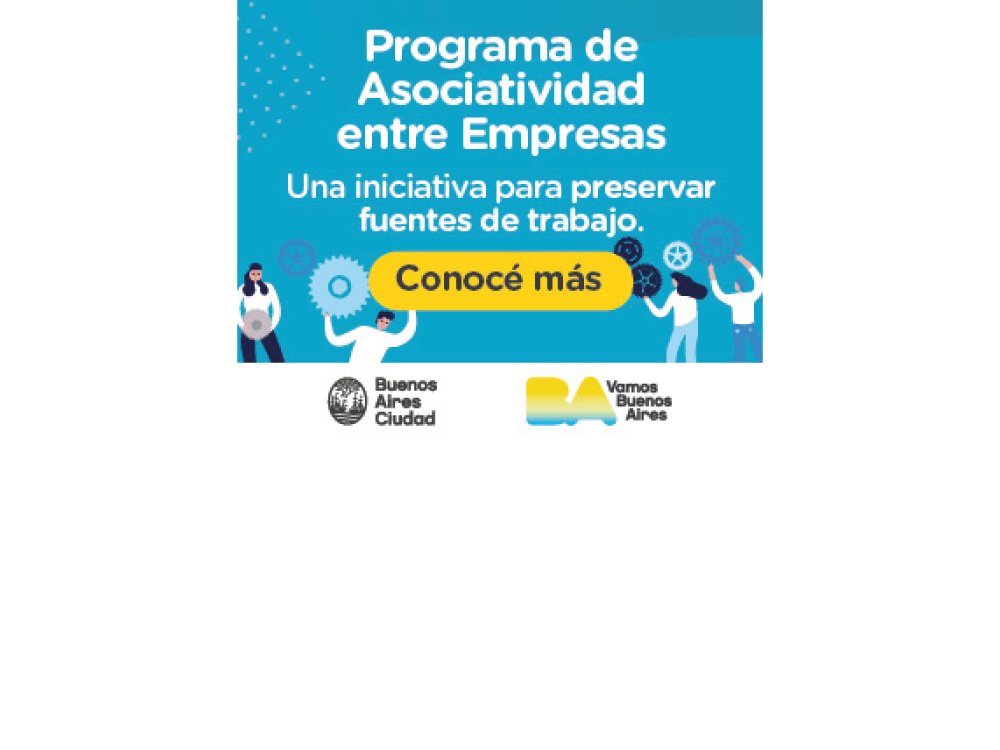 Programa de
Asociatividad
entre Empresas
Una iniciativa para preservar
fuentes de trabajo.
Conocé más
Buenos
Aires
Ciudad
BA
Vamos
Buenos
Aires